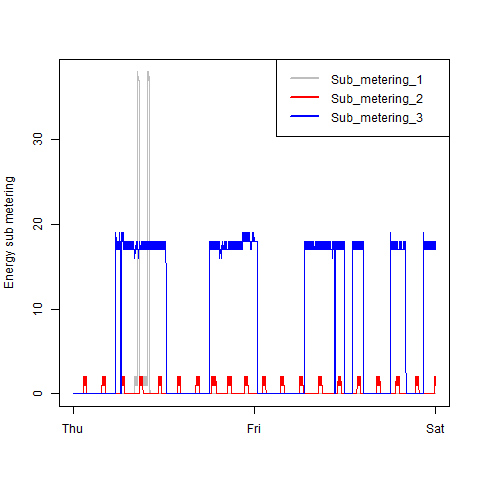 Sub_metering_1
Sub_metering_2
Sub_metering_3
Energy sub metering
30
20
10
0
Thu Fri Sat